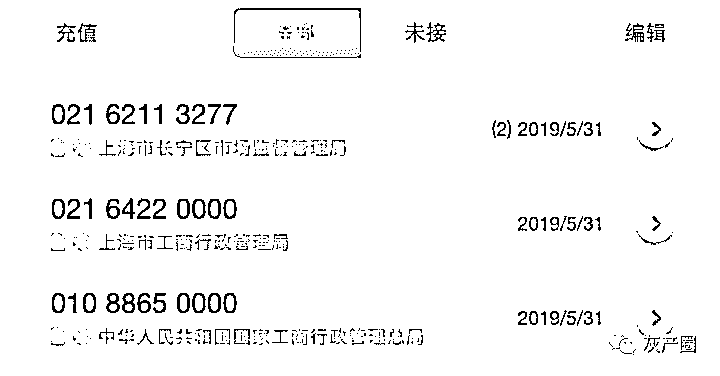 充值 全部 未接 编辑
021 6211 3277
(2) 2019/5/31
上海市长宁区市场监督管理局
021 6422 0000
2019/5/31
上海市工商行政管理局
010 8865 0000
2019/5/31
中华人民共和国国家工商行政管理总局
灰产圈